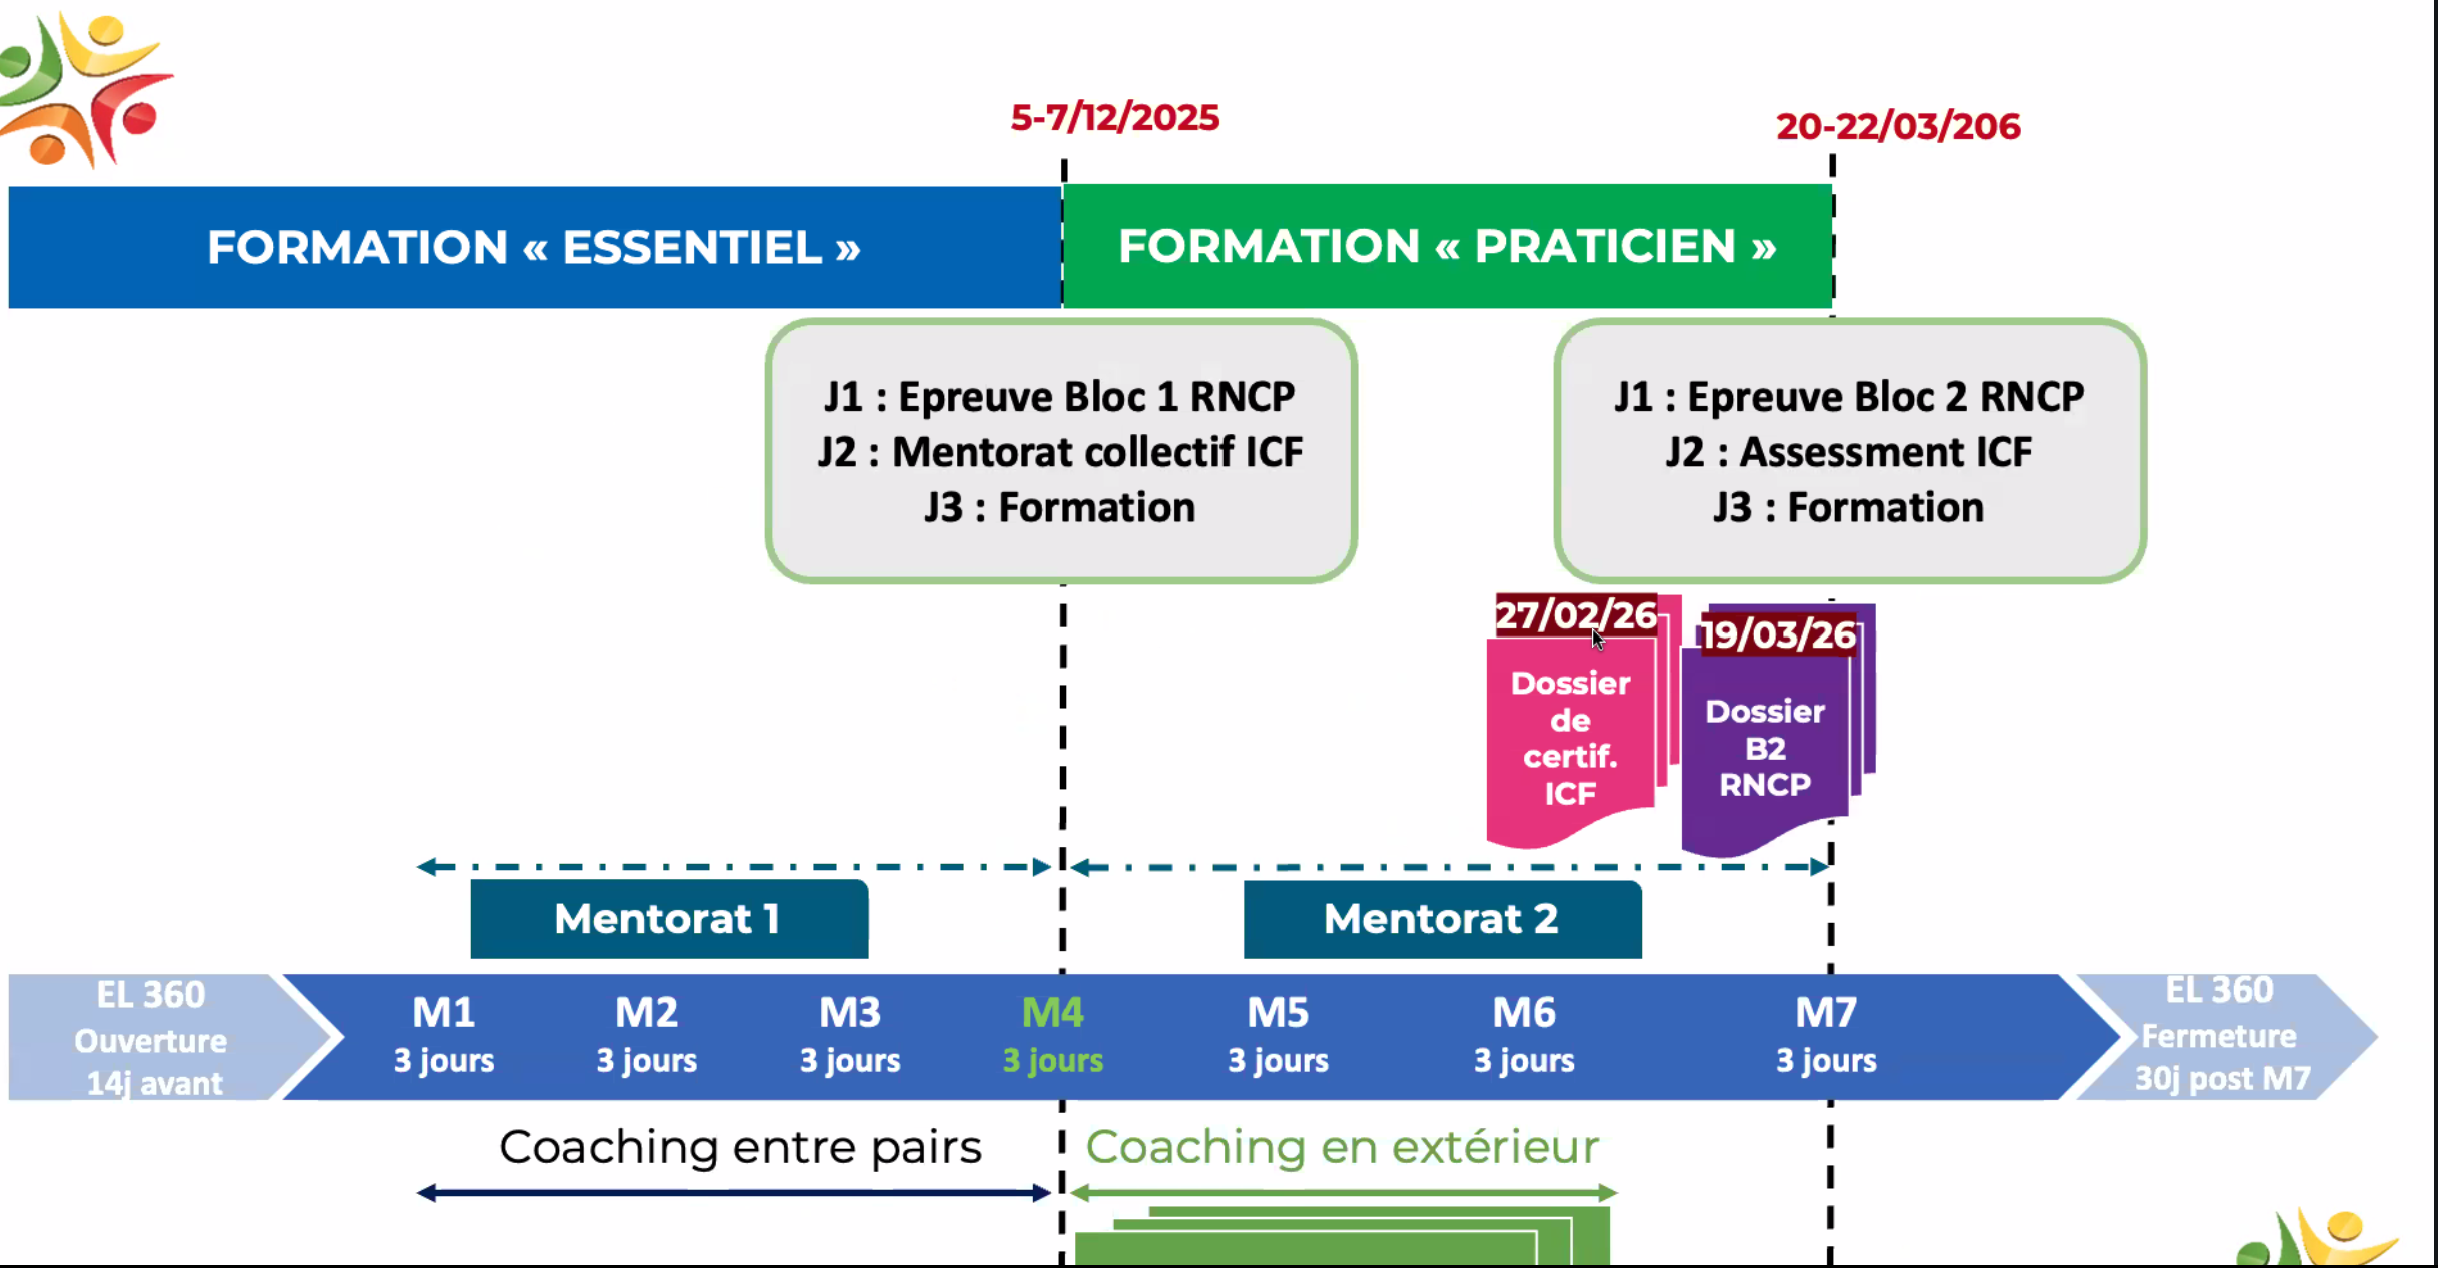 5-7/12/2025
20-22/03/206
FORMATION « ESSENTIEL »
FORMATION « PRATICIEN »
J1 : Epreuve Bloc 1 RNCP
J2 : Mentorat collectif ICF
J3 : Formation
J1 : Epreuve Bloc 2 RNCP
J2 : Assessment ICF
J3 : Formation
27/02/26
Dossier
de
certif.
ICF
19/03/26
Dossier
B2
RNCP
Mentorat 1
Mentorat 2
EL 360
Ouverture
14j avant
M1
3 jours
M2
3 jours
M3
3 jours
M4
3 jours
M5
3 jours
M6
3 jours
M7
3 jours
EL 360
Fermeture
30j post M7
Coaching entre pairs
Coaching en extérieur